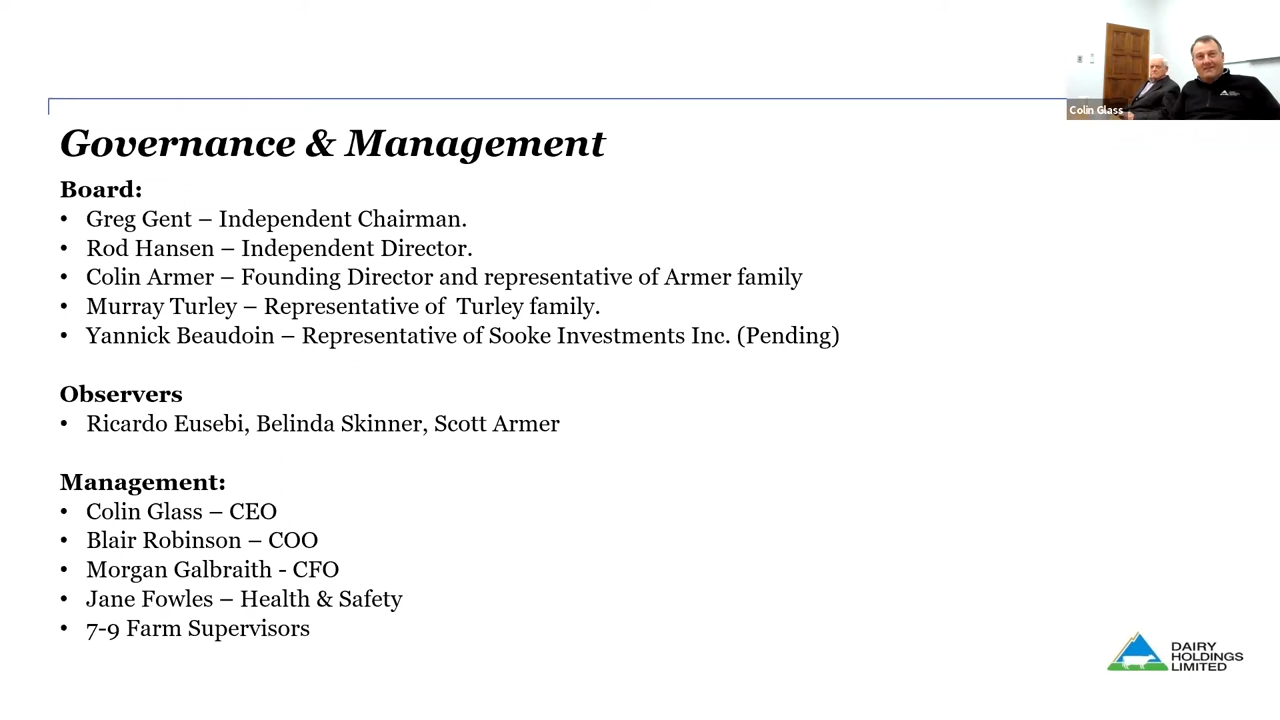 Colin Glass
Governance & Management
Board:
• Greg Gent – Independent Chairman.
• Rod Hansen – Independent Director.
• Colin Armer – Founding Director and representative of Armer family
• Murray Turley – Representative of  Turley family.
• Yannick Beaudoin – Representative of Sooke Investments Inc. (Pending)
Observers
• Ricardo Eusebi, Belinda Skinner, Scott Armer
Management:
• Colin Glass – CEO
• Blair Robinson – COO
• Morgan Galbraith - CFO
• Jane Fowles – Health & Safety
• 7-9 Farm Supervisors
DAIRY
HOLDINGS
LIMITED